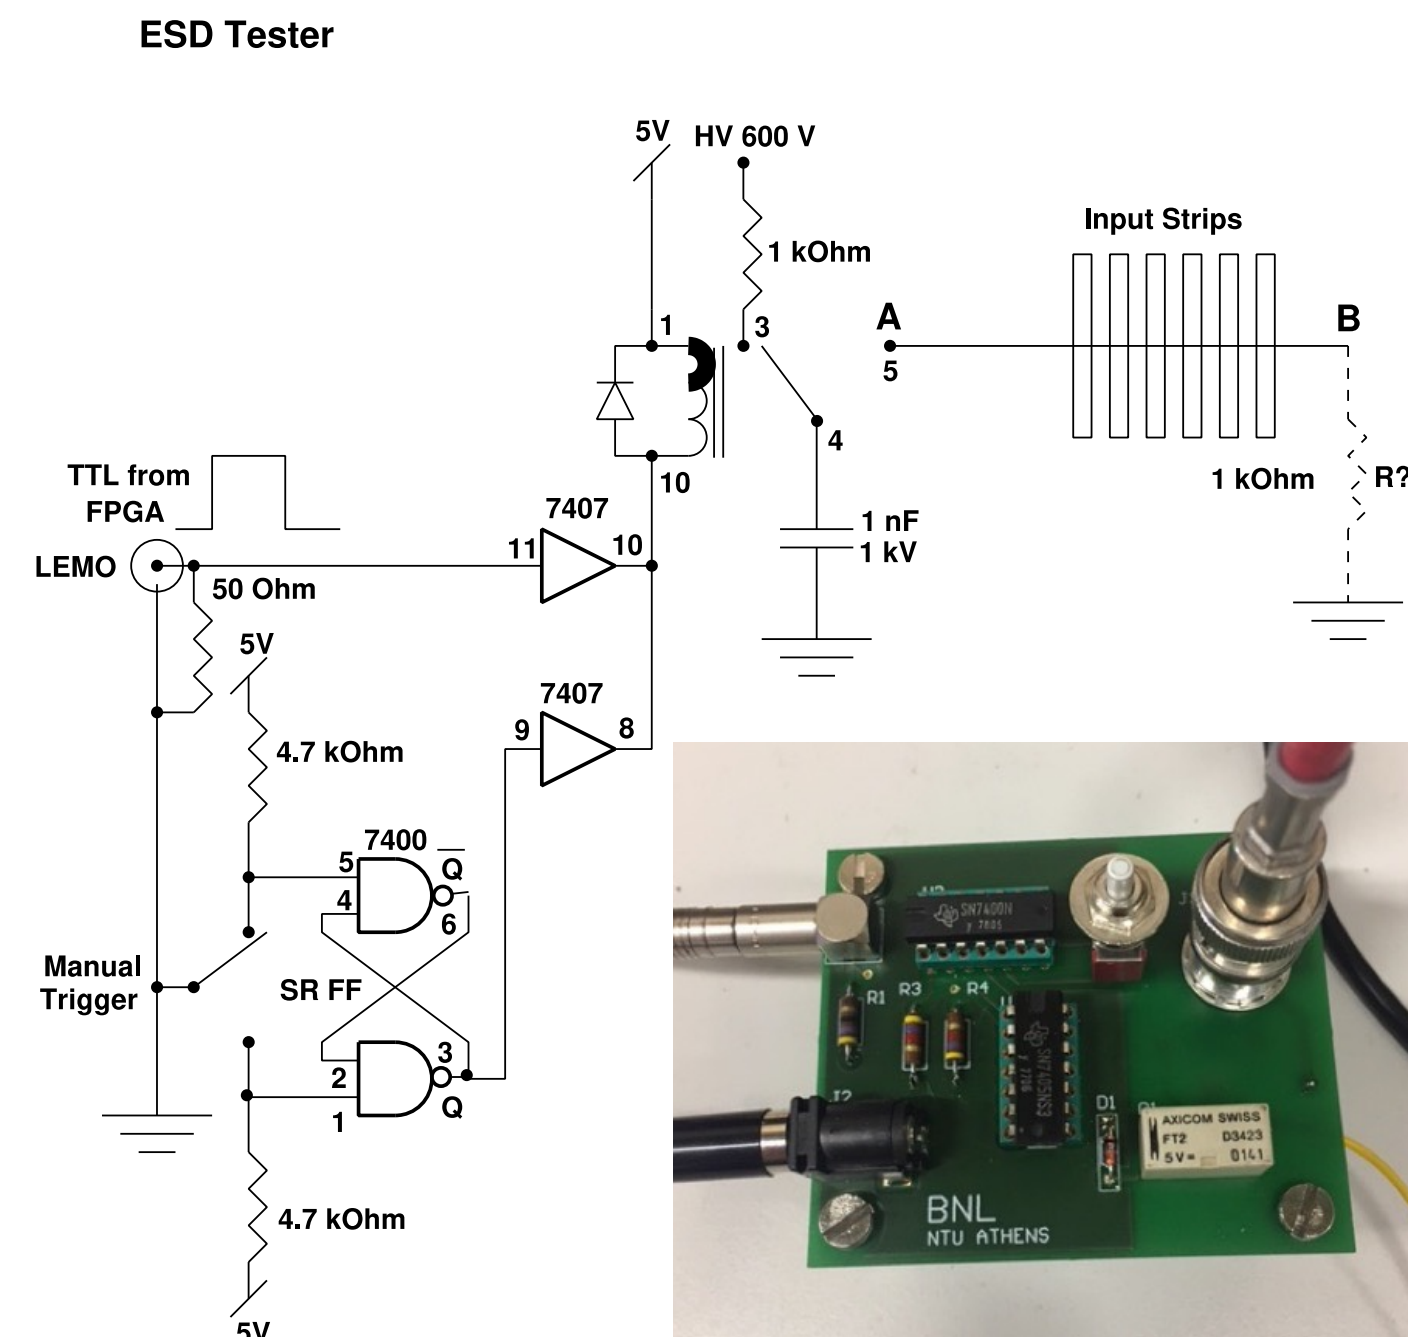 ESD Tester
5V
HV 600 V
1 kOhm
1
3
A
5
Input Strips
B
4
10
1 kOhm
R?
TTL from
FPGA
7407
11
10
1 nF
1 kV
LEMO
50 Ohm
5V
7407
9
8
4.7 kOhm
7400
5
4
Q
6
Manual
Trigger
SR FF
3
2
Q
1
4.7 kOhm
5V
SN7400N
R1
R3
R4
J2
D1
AXICOM SWISS
FT2 D3423
5V= 0141
BNL
NTU ATHENS